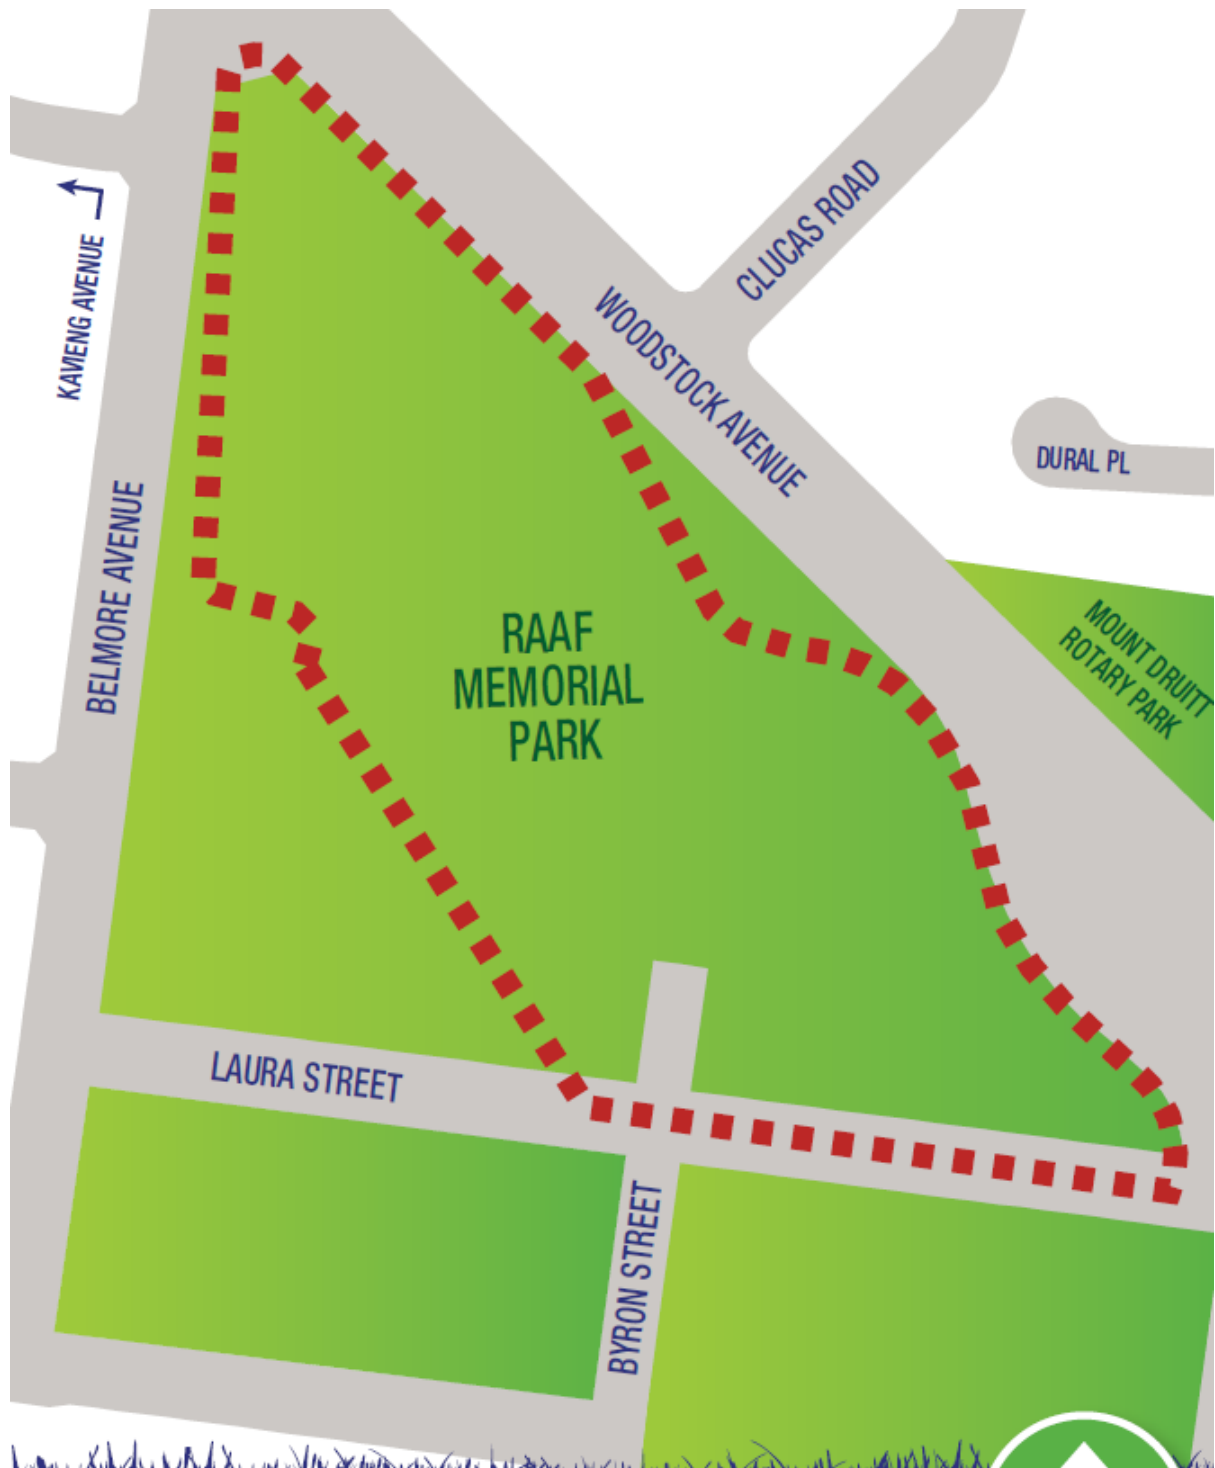 CLUCAS ROAD
KAVIENG AVENUE
WOODSTOCK AVENUE
DURAL PL
BELMORE AVENUE
RAAF
MEMORIAL
PARK
MOUNT DRUITT
ROTARY PARK
LAURA STREET
BYRON STREET